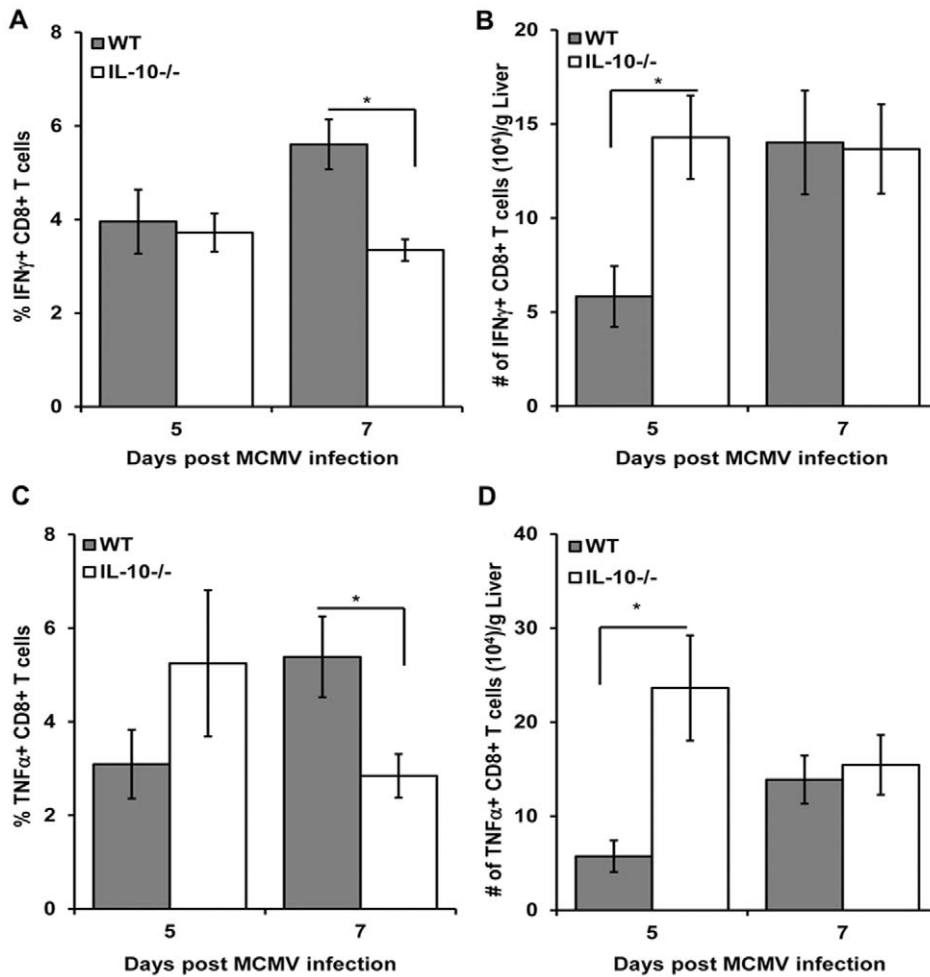 A
% IFNγ+ CD8+ T cells
8
6
4
2
0
WT
IL-10-/-
*
5
7
Days post MCMV infection
B
# of IFNγ+ CD8+ T cells (10⁴)/g Liver
20
15
10
5
0
WT
IL-10-/-
*
5
7
Days post MCMV infection
C
% TNFα+ CD8+ T cells
8
6
4
2
0
WT
IL-10-/-
*
5
7
Days post MCMV infection
D
# of TNFα+ CD8+ T cells (10⁴)/g Liver
40
30
20
10
0
WT
IL-10-/-
*
5
7
Days post MCMV infection